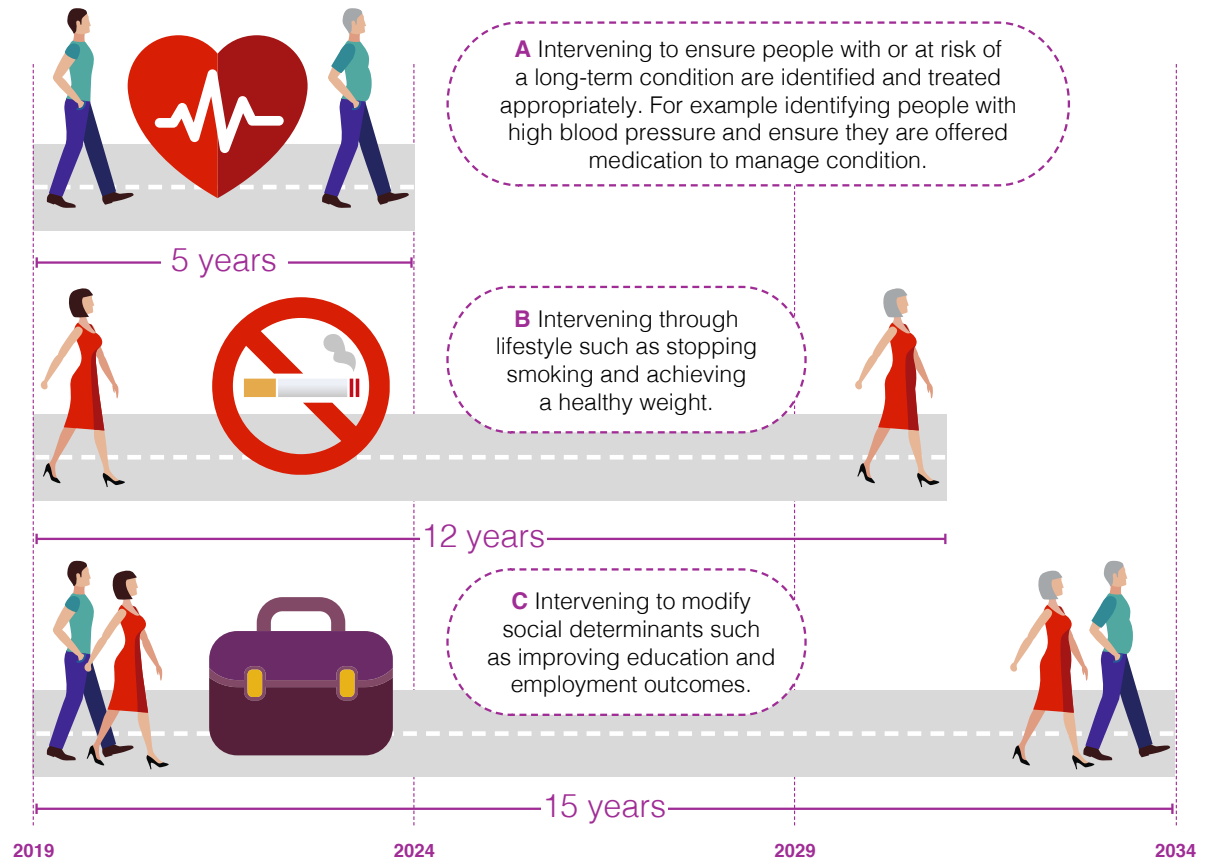 A Intervening to ensure people with or at risk of
a long-term condition are identified and treated
appropriately. For example identifying people with
high blood pressure and ensure they are offered
medication to manage condition.
5 years
B Intervening through
lifestyle such as stopping
smoking and achieving
a healthy weight.
12 years
C Intervening to modify
social determinants such
as improving education and
employment outcomes.
15 years
2019 2024 2029 2034